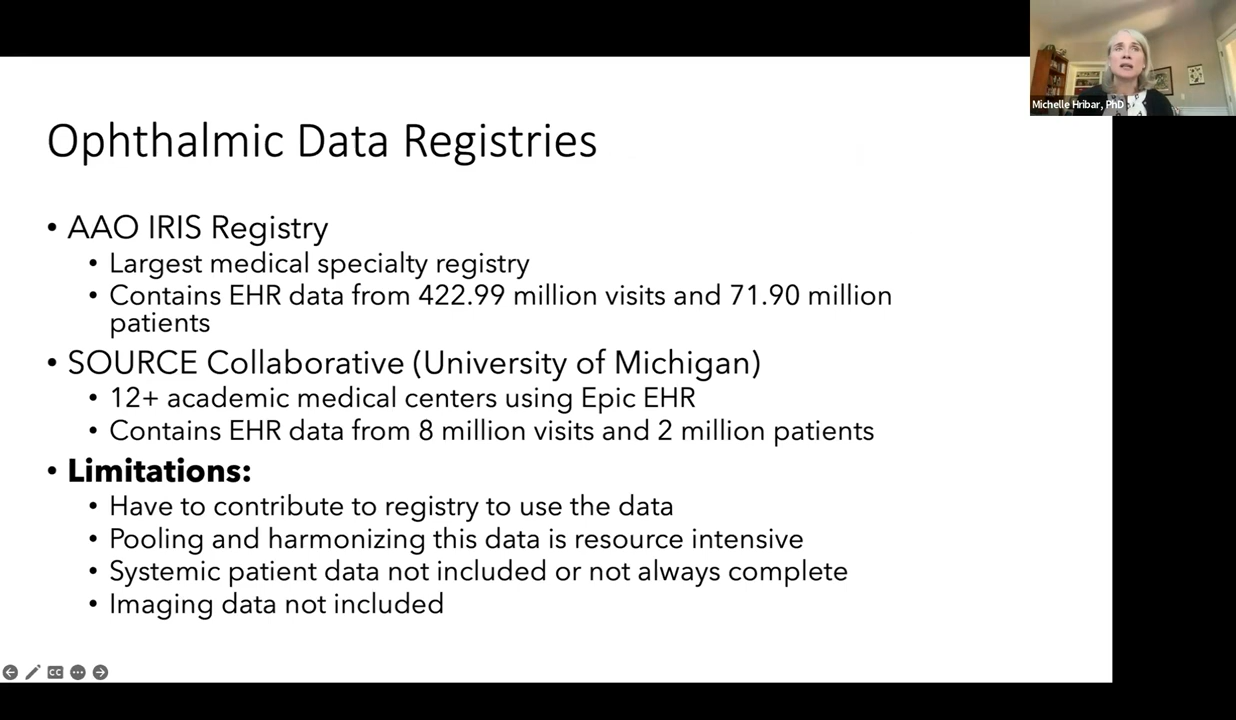 Michelle Hribar, PhD
Ophthalmic Data Registries
• AAO IRIS Registry
• Largest medical specialty registry
• Contains EHR data from 422.99 million visits and 71.90 million
patients
• SOURCE Collaborative (University of Michigan)
• 12+ academic medical centers using Epic EHR
• Contains EHR data from 8 million visits and 2 million patients
• Limitations:
• Have to contribute to registry to use the data
• Pooling and harmonizing this data is resource intensive
• Systemic patient data not included or not always complete
• Imaging data not included
CC